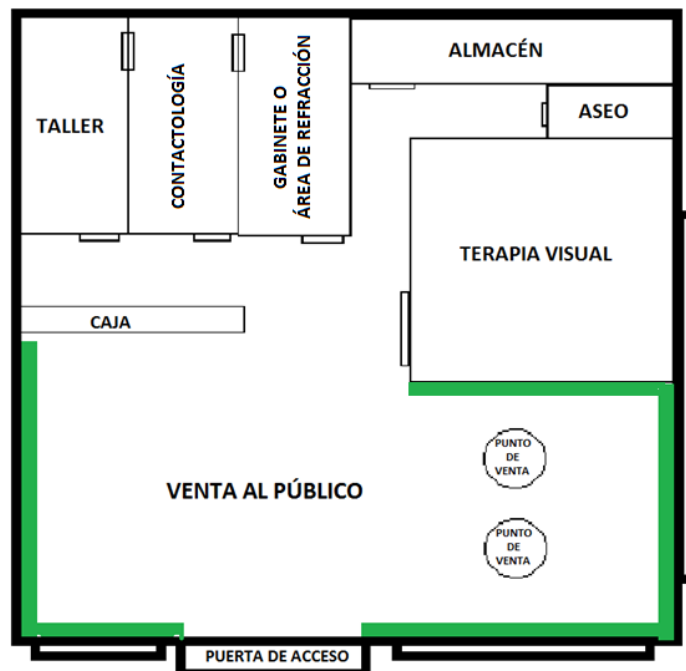 TALLER
CONTACTOLOGÍA
GABINETE O
ÁREA DE REFRACCIÓN
ALMACÉN
ASEO
TERAPIA VISUAL
CAJA
VENTA AL PÚBLICO
PUNTO
DE
VENTA
PUNTO
DE
VENTA
PUERTA DE ACCESO